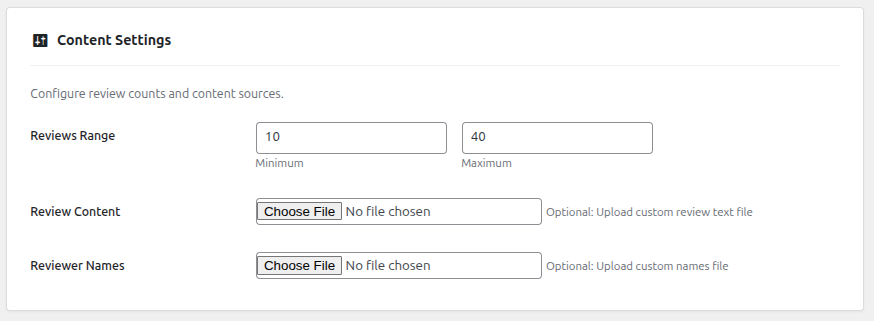 Content Settings
Configure review counts and content sources.
Reviews Range
10
40
Minimum
Maximum
Review Content
Choose File No file chosen
Optional: Upload custom review text file
Reviewer Names
Choose File No file chosen
Optional: Upload custom names file